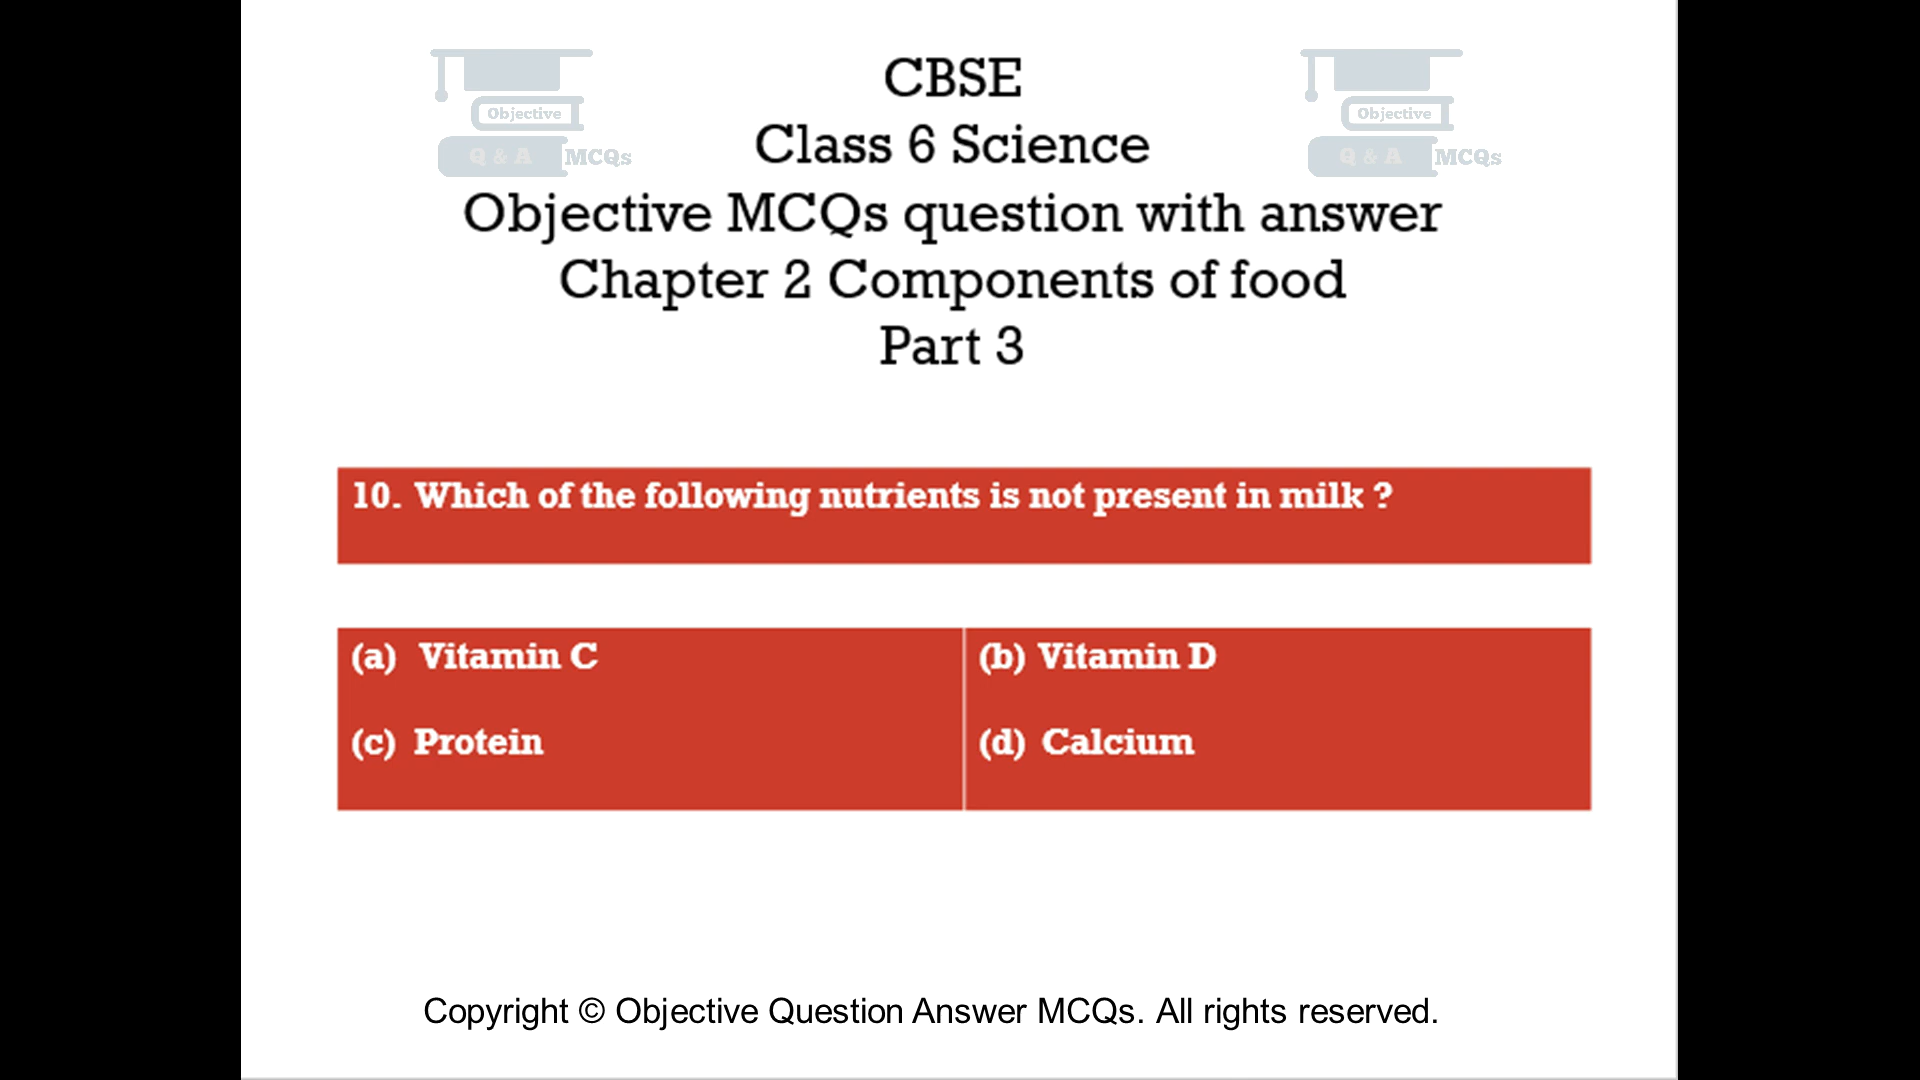 CBSE
Class 6 Science
Objective MCQs question with answer
Chapter 2 Components of food
Part 3
Objective
Q & A MCQs
Objective
Q & A MCQs
10. Which of the following nutrients is not present in milk ?
(a) Vitamin C
(b) Vitamin D
(c) Protein
(d) Calcium
Copyright © Objective Question Answer MCQs. All rights reserved.